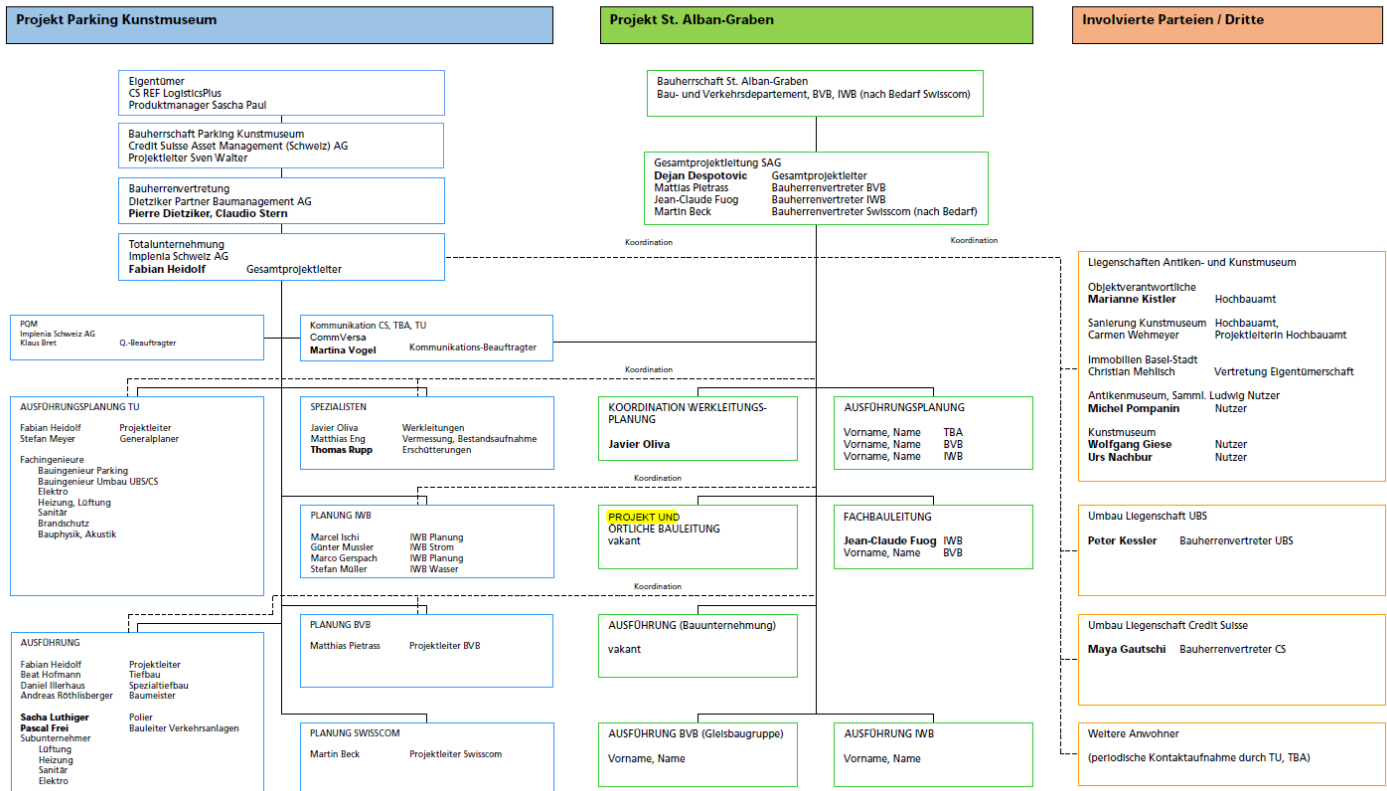 Projekt Parking Kunstmuseum
Projekt St. Alban-Graben
Involvierte Parteien / Dritte
Eigentümer
CS REF LogisticsPlus
Produktmanager Sascha Paul
Bauherrschaft Parking Kunstmuseum
Credit Suisse Asset Management (Schweiz) AG
Projektleiter Sven Walter
Bauherrenvertretung
Dietziker Partner Baumanagement AG
Pierre Dietziker, Claudio Stern
Totalunternehmung
Implenia Schweiz AG
Fabian Heidolf Gesamtprojektleiter
PQM
Implenia Schweiz AG
Klaus Bret Q.-Beauftragter
Kommunikation CS, TBA, TU
CommVersa
Martina Vogel Kommunikations-Beauftragter
AUSFÜHRUNGSPLANUNG TU
Fabian Heidolf Projektleiter
Stefan Meyer Generalplaner
Fachingenieure
Bauingenieur Parking
Bauingenieur Umbau UBS/CS
Elektro
Heizung, Lüftung
Sanitär
Brandschutz
Bauphysik, Akustik
SPEZIALISTEN
Javier Oliva Werkleitungen
Matthias Eng Vermessung, Bestandsaufnahme
Thomas Rupp Erschütterungen
PLANUNG IWB
Marcel Ischi IWB Planung
Günter Mussler IWB Strom
Marco Gerspach IWB Planung
Stefan Müller IWB Wasser
PLANUNG BVB
Matthias Pietrass Projektleiter BVB
AUSFÜHRUNG
Fabian Heidolf Projektleiter
Beat Hofmann Tiefbau
Daniel Illerhaus Spezialtiefbau
Andreas Röthlisberger Baumeister
Sacha Luthiger Polier
Pascal Frei Bauleiter Verkehrsanlagen
Subunternehmer
Lüftung
Heizung
Sanitär
Elektro
PLANUNG SWISSCOM
Martin Beck Projektleiter Swisscom
Bauherrschaft St. Alban-Graben
Bau- und Verkehrsdepartement, BVB, IWB (nach Bedarf Swisscom)
Gesamtprojektleitung SAG
Dejan Despotovic Gesamtprojektleiter
Mattias Pietrass Bauherrenvertreter BVB
Jean-Claude Fuog Bauherrenvertreter IWB
Martin Beck Bauherrenvertreter Swisscom (nach Bedarf)
Koordination
Koordination
Koordination
KOORDINATION WERKLEITUNGS-
PLANUNG
Javier Oliva
AUSFÜHRUNGSPLANUNG
Vorname, Name TBA
Vorname, Name BVB
Vorname, Name IWB
Koordination
PROJEKT UND
ÖRTLICHE BAULEITUNG
vakant
FACHBAULEITUNG
Jean-Claude Fuog IWB
Vorname, Name BVB
Koordination
AUSFÜHRUNG (Bauunternehmung)
vakant
AUSFÜHRUNG BVB (Gleisbaugruppe)
Vorname, Name
AUSFÜHRUNG IWB
Vorname, Name
Liegenschaften Antiken- und Kunstmuseum
Objektverantwortliche
Marianne Kistler Hochbauamt
Sanierung Kunstmuseum Hochbauamt,
Carmen Wehmeyer ProjektleiterIn Hochbauamt
Immobilien Basel-Stadt
Christian Mehlisch Vertretung Eigentümerschaft
Antikenmuseum, Samml. Ludwig Nutzer
Michel Pompanin Nutzer
Kunstmuseum
Wolfgang Giese Nutzer
Urs Nachbur Nutzer
Umbau Liegenschaft UBS
Peter Kessler Bauherrenvertreter UBS
Umbau Liegenschaft Credit Suisse
Maya Gautschi Bauherrenvertreter CS
Weitere Anwohner
(periodische Kontaktaufnahme durch TU, TBA)